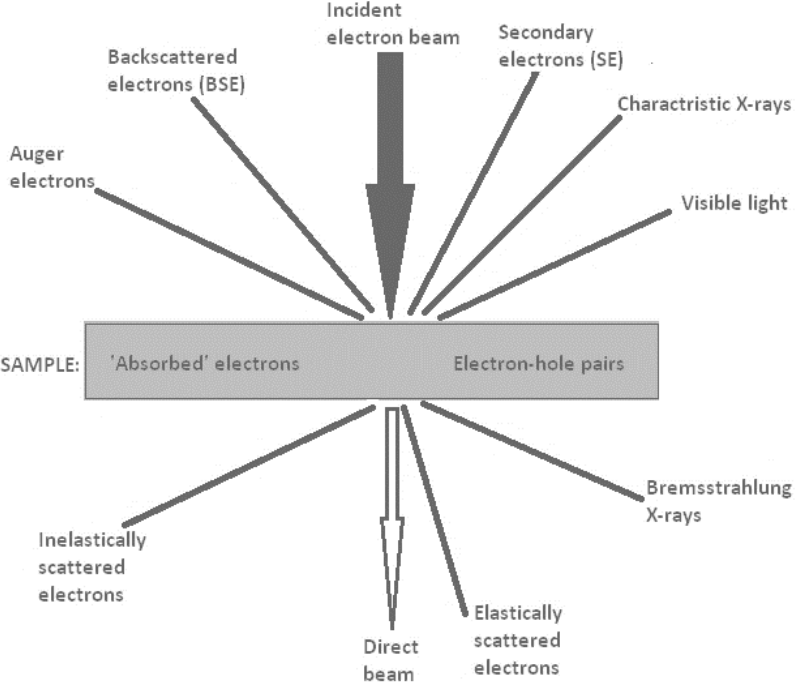 Incident
electron beam
Secondary
electrons (SE)
Backscattered
electrons (BSE)
Charactristic X-rays
Auger
electrons
Visible light
SAMPLE:
'Absorbed' electrons
Electron-hole pairs
Bremsstrahlung
X-rays
Inelastically
scattered
electrons
Elastically
scattered
electrons
Direct
beam